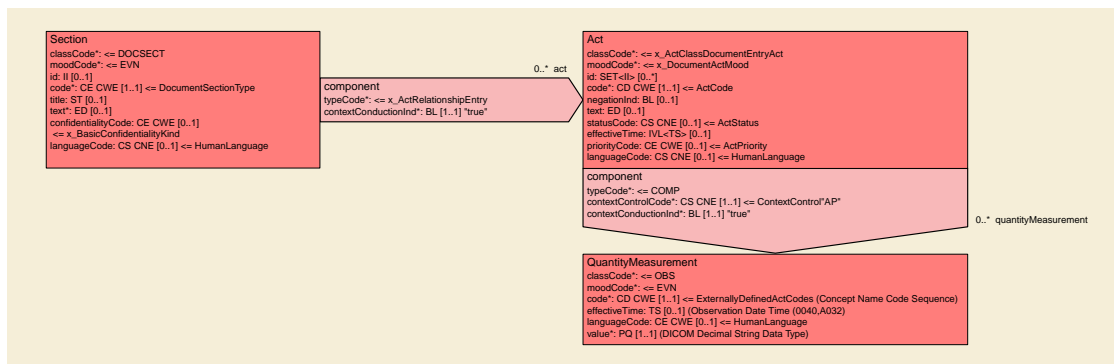 Section
classCode*: <= DOCSECT
moodCode*: <= EVN
id: II [0..1]
code*: CE CWE [1..1] <= DocumentSectionType
title: ST [0..1]
text*: ED [0..1]
confidentialityCode: CE CWE [0..1]
<= x_BasicConfidentialityKind
languageCode: CS CNE [0..1] <= HumanLanguage
0..* act
component
typeCode*: <= x_ActRelationshipEntry
contextConductionInd*: BL [1..1] "true"
Act
classCode*: <= x_ActClassDocumentEntryAct
moodCode*: <= x_DocumentActMood
id: SET<II> [0..*]
code*: CD CWE [1..1] <= ActCode
negationInd: BL [0..1]
text: ED [0..1]
statusCode: CS CNE [0..1] <= ActStatus
effectiveTime: IVL<TS> [0..1]
priorityCode: CE CWE [0..1] <= ActPriority
languageCode: CS CNE [0..1] <= HumanLanguage
component
typeCode*: <= COMP
contextControlCode*: CS CNE [1..1] <= ContextControl"AP"
contextConductionInd*: BL [1..1] "true"
0..* quantityMeasurement
QuantityMeasurement
classCode*: <= OBS
moodCode*: <= EVN
code*: CD CWE [1..1] <= ExternallyDefinedActCodes (Concept Name Code Sequence)
effectiveTime: TS [0..1] (Observation Date Time (0040,A032)
languageCode: CE CWE [0..1] <= HumanLanguage
value*: PQ [1..1] (DICOM Decimal String Data Type)